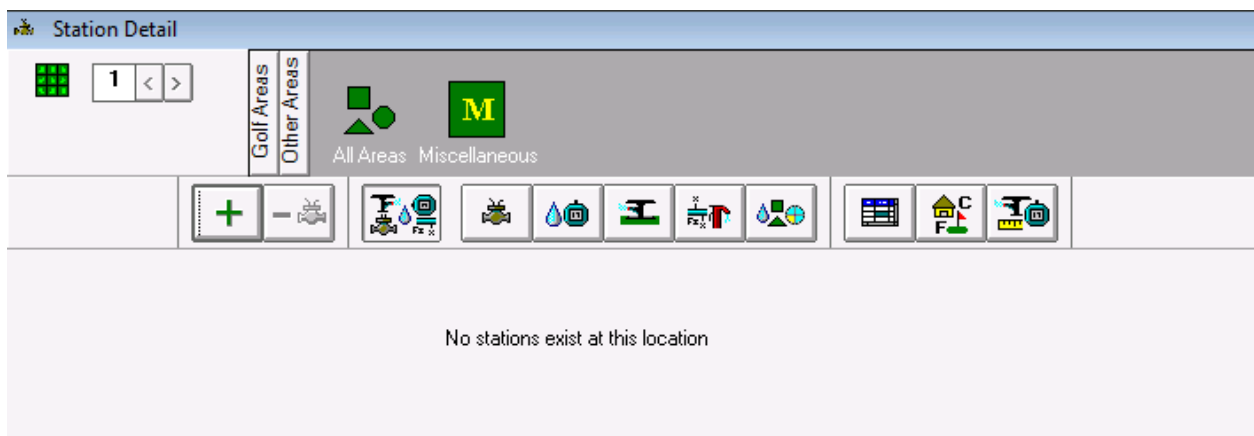 Station Detail
1 < >
Golf Areas
Other Areas
M
All Areas Miscellaneous
F
C
F
No stations exist at this location